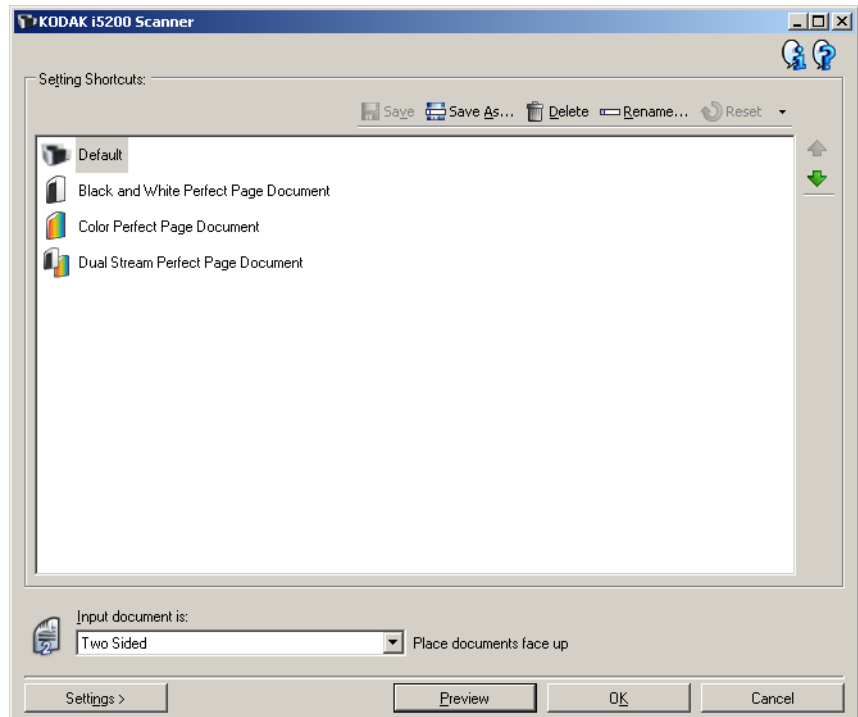 KODAK i5200 Scanner
Setting Shortcuts:
Save Save As... Delete Rename... Reset
Default
Black and White Perfect Page Document
Color Perfect Page Document
Dual Stream Perfect Page Document
Input document is:
2 Two Sided Place documents face up
Settings > Preview OK Cancel